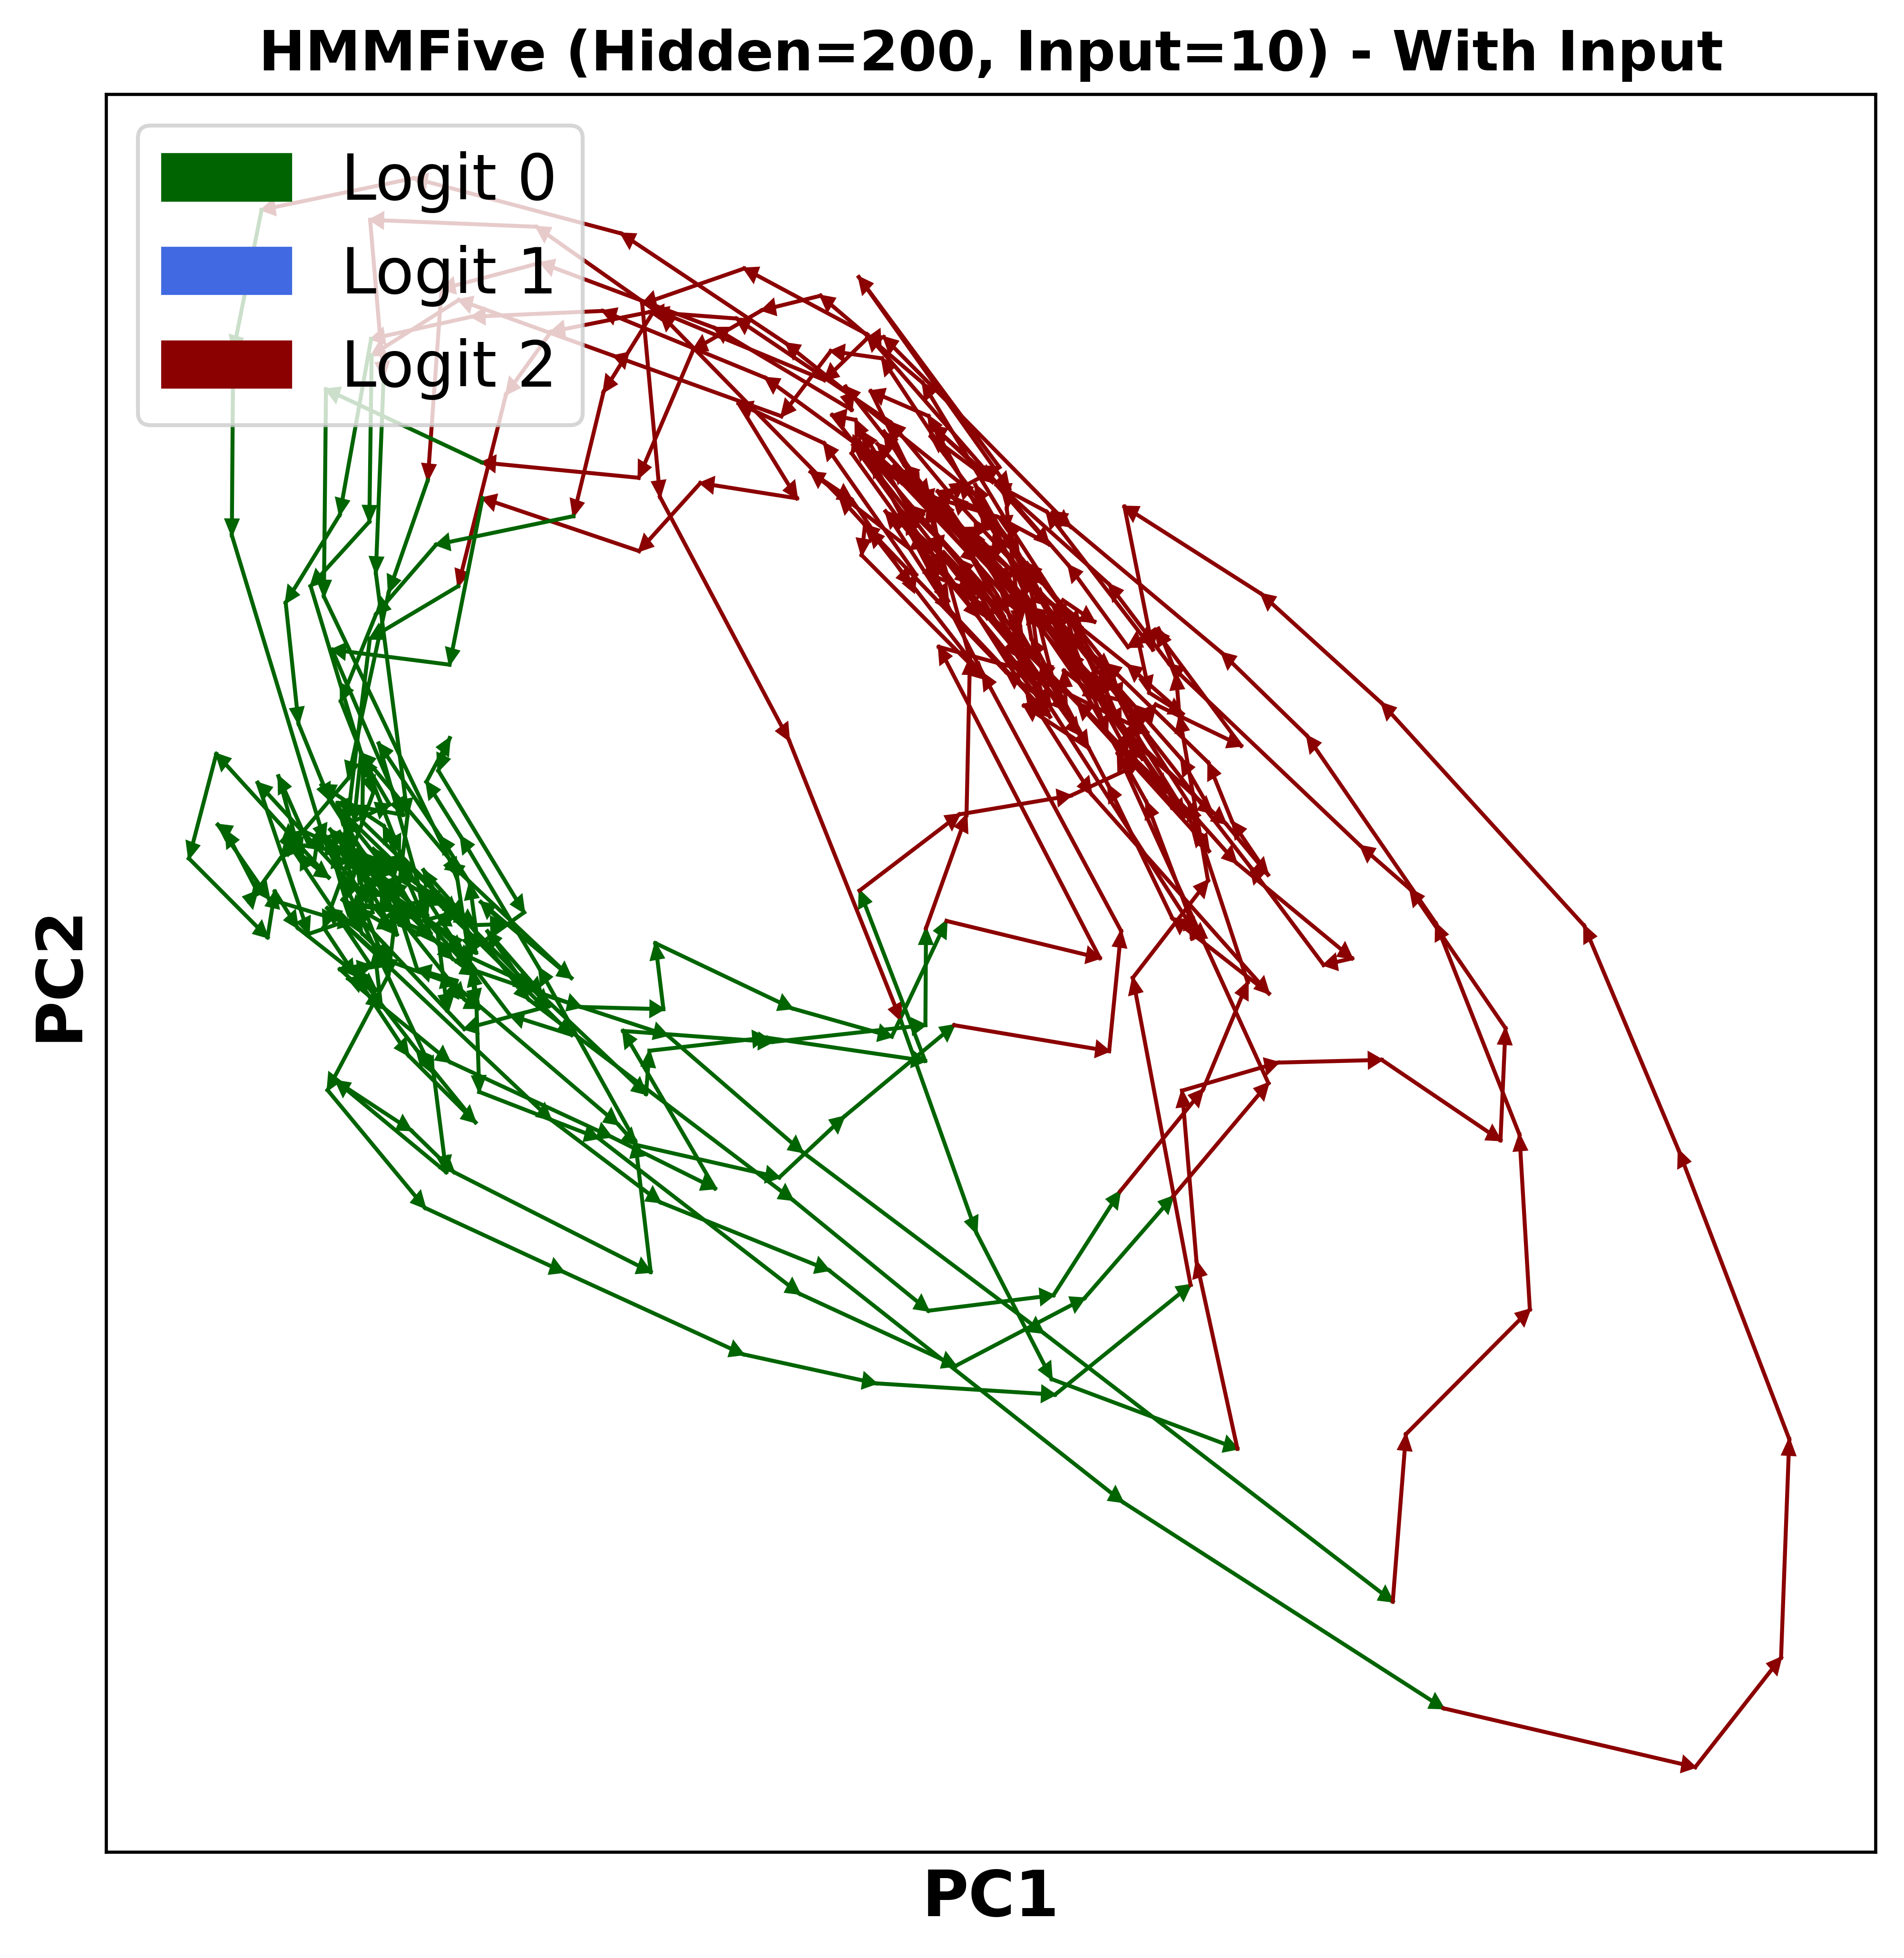 HMMFive (Hidden=200, Input=10) - With Input
Logit 0
Logit 1
Logit 2
PC2
PC1